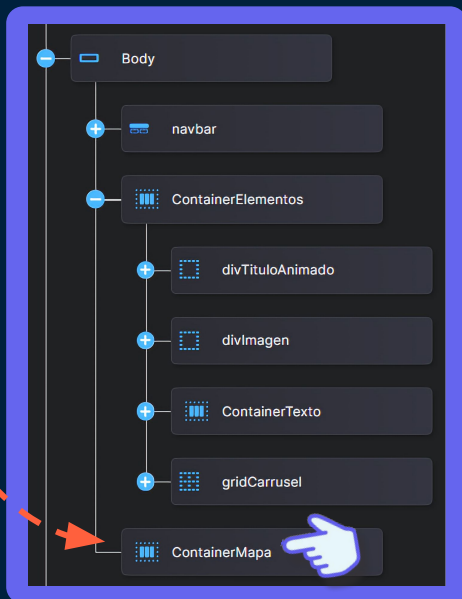 Body
navbar
ContainerElementos
divTituloAnimado
divImagen
ContainerTexto
gridCarrusel
ContainerMapa